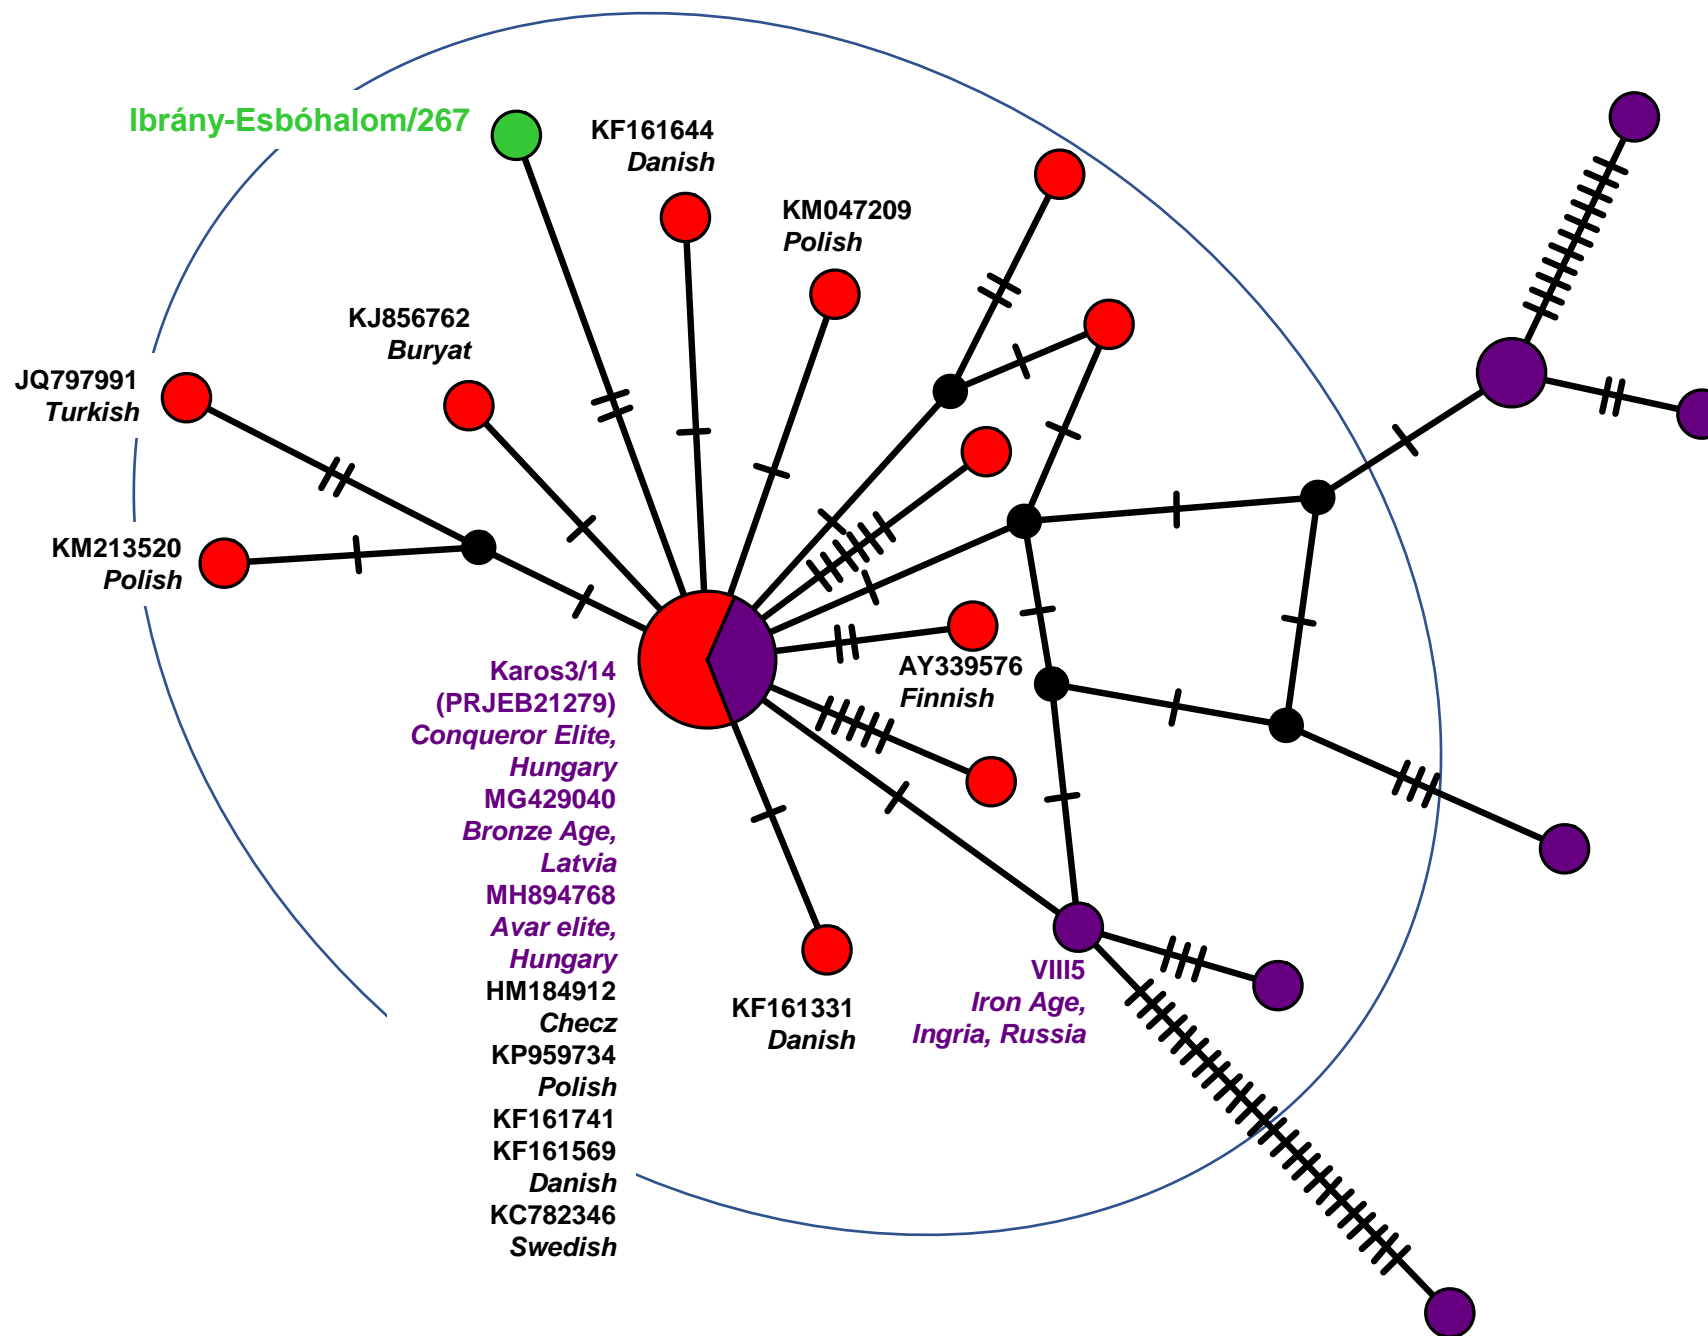 Ibrány-Esbóhalom/267
KF161644
Danish
KM047209
Polish
KJ856762
Buryat
JQ797991
Turkish
KM213520
Polish
AY339576
Finnish
Karos3/14
(PRJEB21279)
Conqueror Elite,
Hungary
MG429040
Bronze Age,
Latvia
MH894768
Avar elite,
Hungary
HM184912
Checz
KP959734
Polish
KF161741
KF161569
Danish
KC782346
Swedish
KF161331
Danish
VIII5
Iron Age,
Ingria, Russia